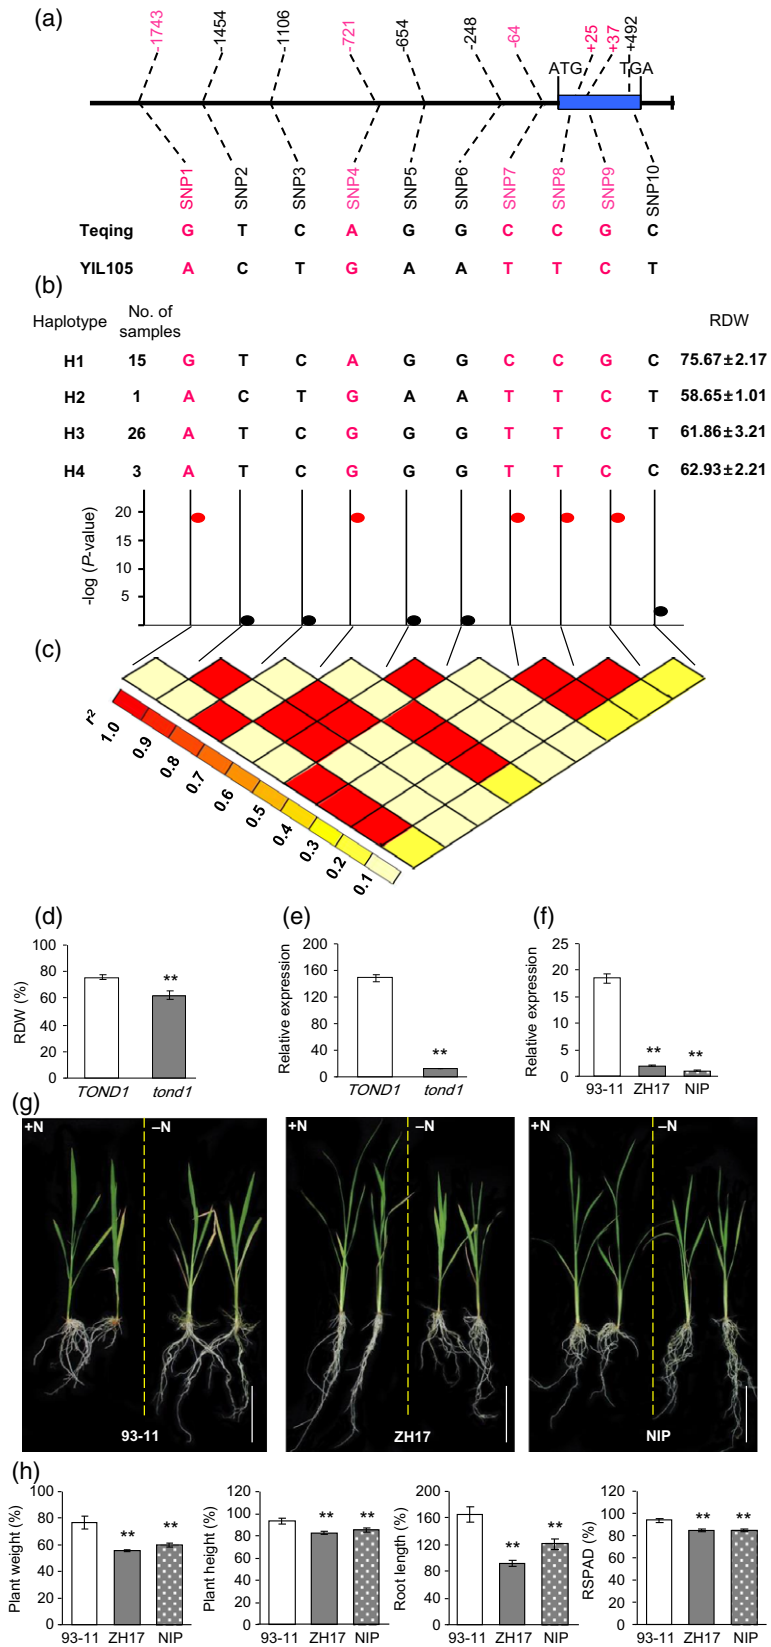 (a)
-1743 -1454 -1106 -721 -654 -248 -64 +25 +37 +492
ATG TGA
SNP1 SNP2 SNP3 SNP4 SNP5 SNP6 SNP7 SNP8 SNP9 SNP10
Teqing G T C A G G C C G C
YIL105 A C T G A A T T C T
(b)
Haplotype No. of samples RDW
H1 15 G T C A G G C C G C 75.67±2.17
H2 1 A C T G A A T T C T 58.65±1.01
H3 26 A T C G G G T T C T 61.86±3.21
H4 3 A T C G G G T T C C 62.93±2.21
-log (P-value)
20
15
10
5
(c)
r²
1.0 0.9 0.8 0.7 0.6 0.5 0.4 0.3 0.2 0.1
(d)
RDW (%)
100
80
60
40
20
0
**
TOND1 tond1
(e)
Relative expression
200
160
120
80
40
0
**
TOND1 tond1
(f)
Relative expression
25
20
15
10
5
0
** **
93-11 ZH17 NIP
(g)
+N –N
93-11
+N –N
ZH17
+N –N
NIP
(h)
Plant weight (%)
100
80
60
40
20
0
** **
93-11 ZH17 NIP
Plant height (%)
120
100
80
60
40
20
0
** **
93-11 ZH17 NIP
Root length (%)
200
160
120
80
40
0
** **
93-11 ZH17 NIP
RSPAD (%)
120
100
80
60
40
20
0
** **
93-11 ZH17 NIP